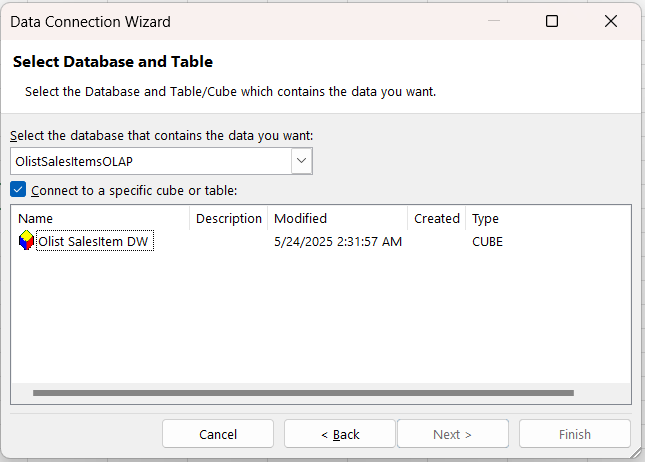 Data Connection Wizard
Select Database and Table
Select the Database and Table/Cube which contains the data you want.
Select the database that contains the data you want:
OlistSalesItemsOLAP
Connect to a specific cube or table:
Name Description Modified Created Type
Olist SalesItem DW 5/24/2025 2:31:57 AM CUBE
Cancel < Back Next > Finish